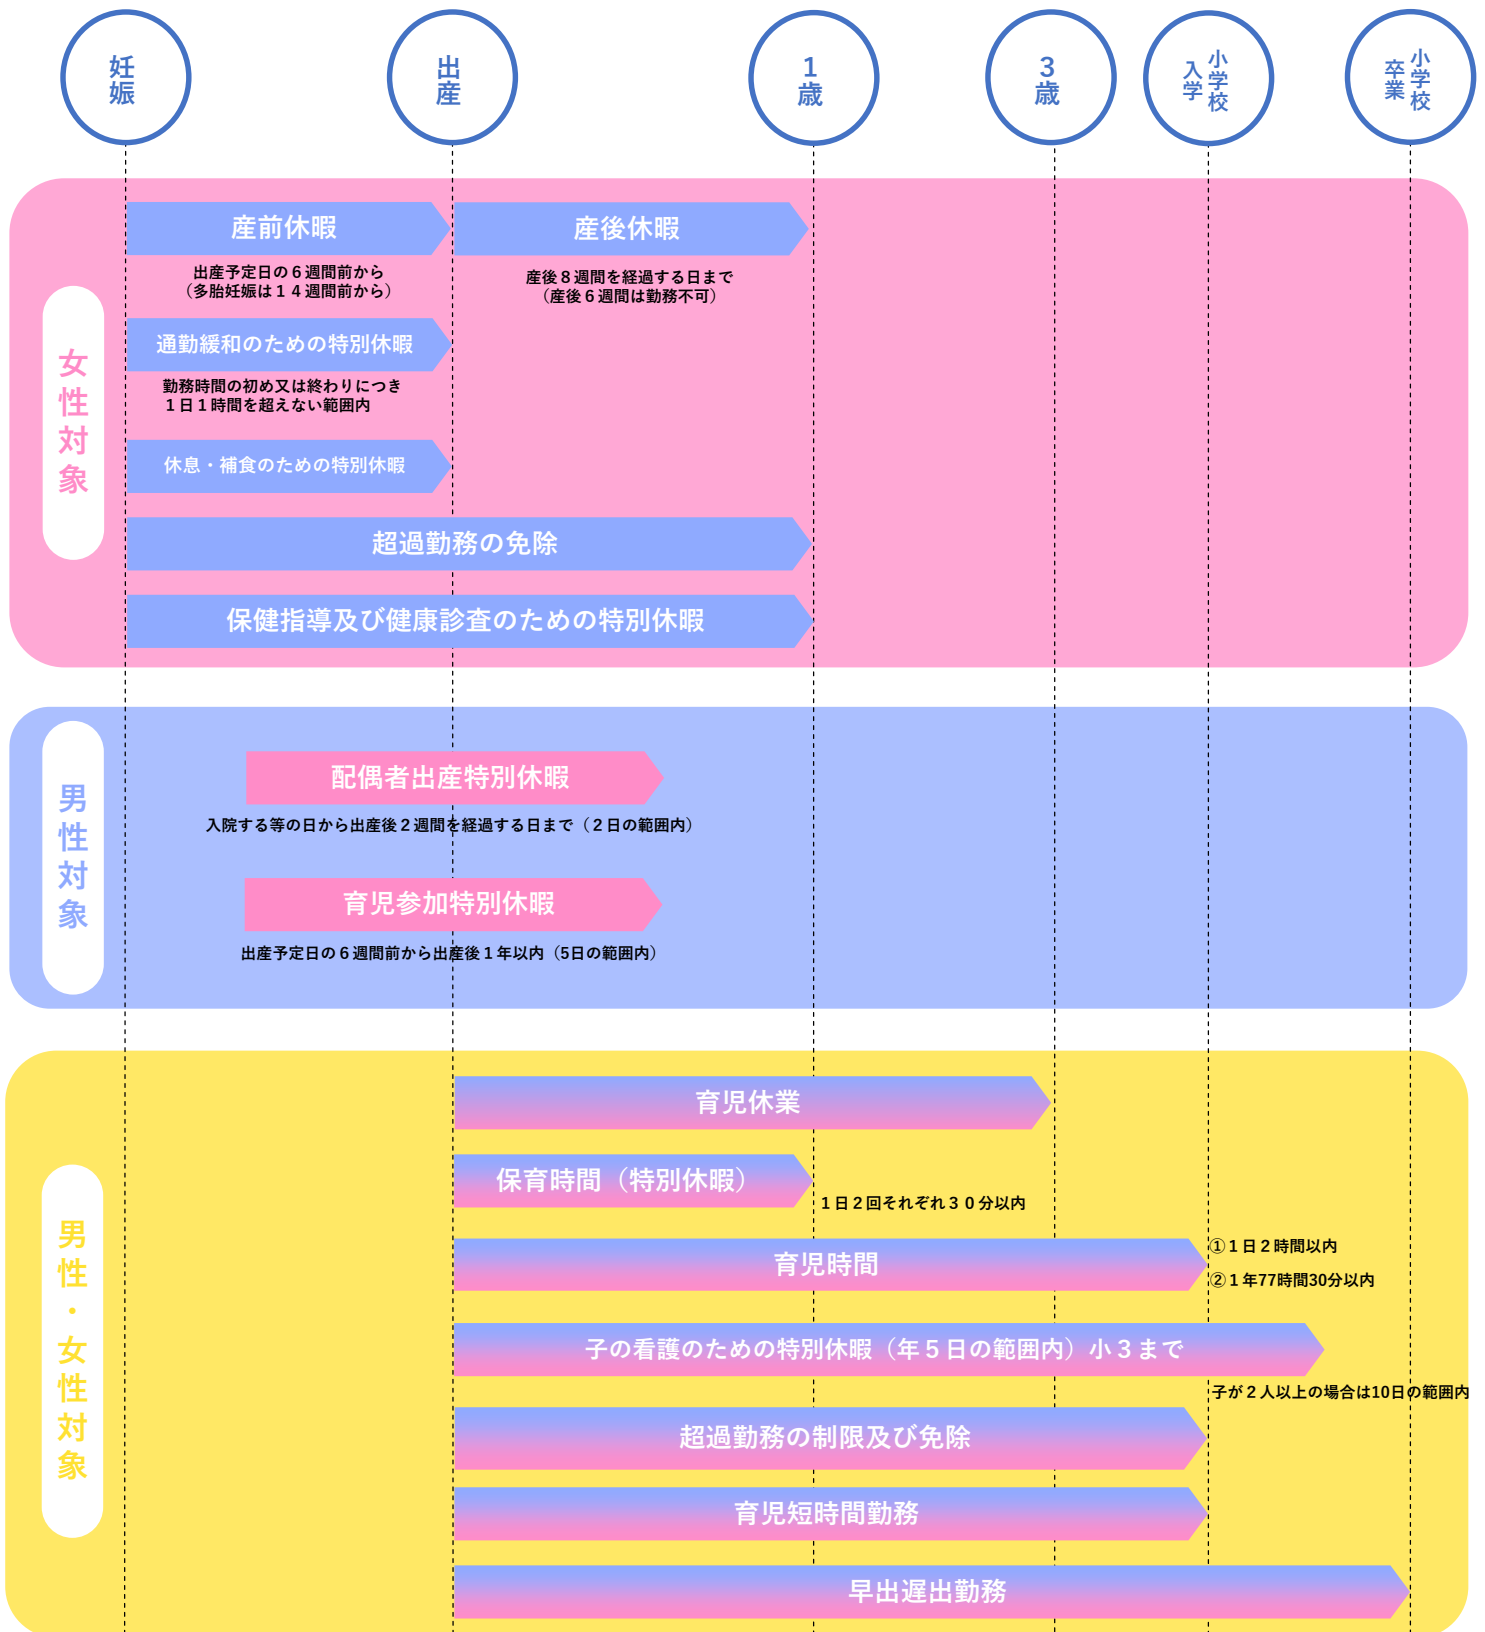 妊娠
出産
１歳
３歳
小学校
入学
小学校
卒業
女性対象
産前休暇
出産予定日の６週間前から
（多胎妊娠は１４週間前から）
産後休暇
産後８週間を経過する日まで
（産後６週間は勤務不可）
通勤緩和のための特別休暇
勤務時間の初め又は終わりにつき
１日１時間を超えない範囲内
休息・補食のための特別休暇
超過勤務の免除
保健指導及び健康診査のための特別休暇
男性対象
配偶者出産特別休暇
入院する等の日から出産後２週間を経過する日まで（２日の範囲内）
育児参加特別休暇
出産予定日の６週間前から出産後１年以内（5日の範囲内）
男性・女性対象
育児休業
保育時間（特別休暇）
１日２回それぞれ３０分以内
育児時間
①１日２時間以内
②１年77時間30分以内
子の看護のための特別休暇（年５日の範囲内）小３まで
子が２人以上の場合は10日の範囲内
超過勤務の制限及び免除
育児短時間勤務
早出遅出勤務